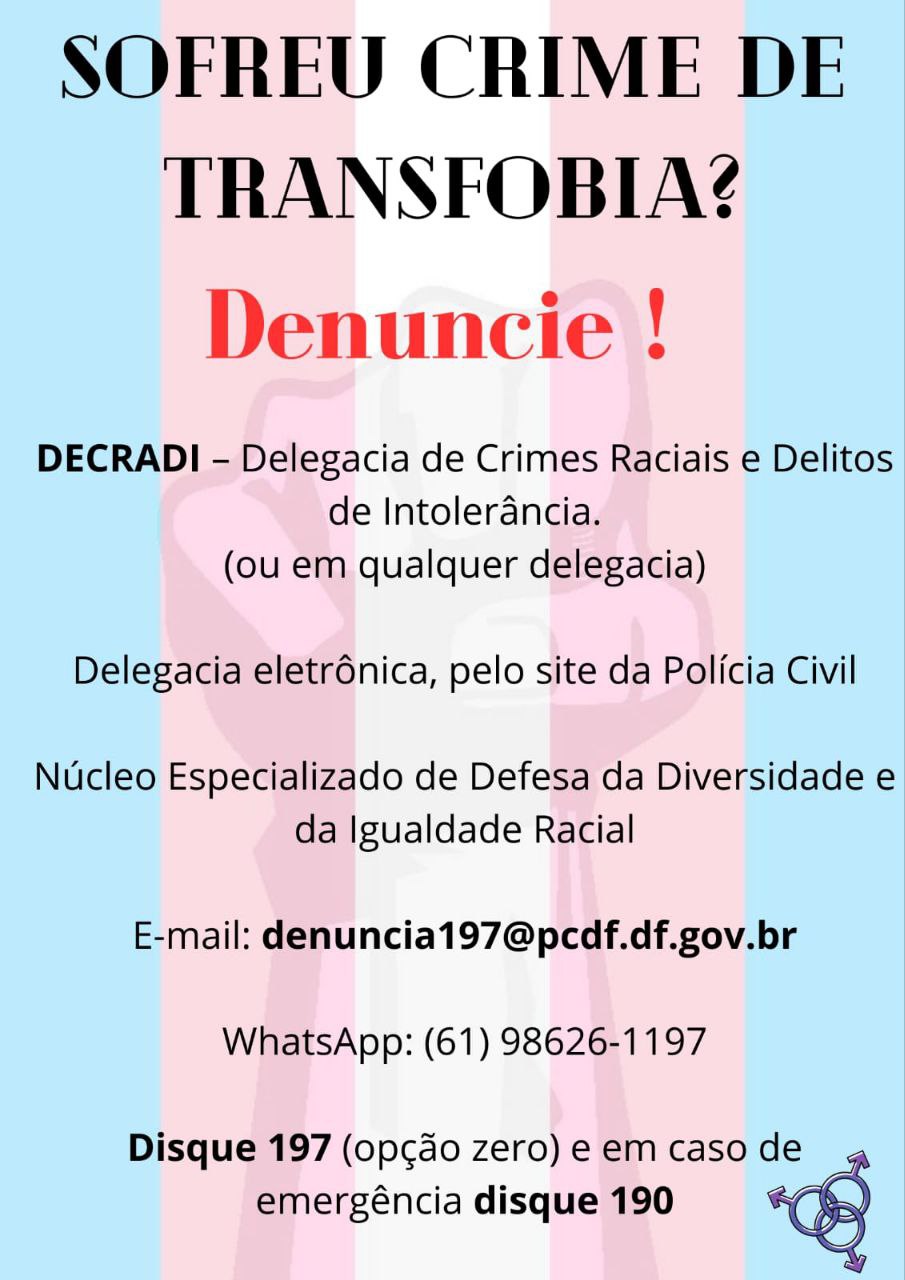 SOFREU CRIME DE
TRANSFOBIA?
Denuncie !
DECRADI – Delegacia de Crimes Raciais e Delitos
de Intolerância.
(ou em qualquer delegacia)
Delegacia eletrônica, pelo site da Polícia Civil
Núcleo Especializado de Defesa da Diversidade e
da Igualdade Racial
E-mail: denuncia197@pcdf.df.gov.br
WhatsApp: (61) 98626-1197
Disque 197 (opção zero) e em caso de
emergência disque 190